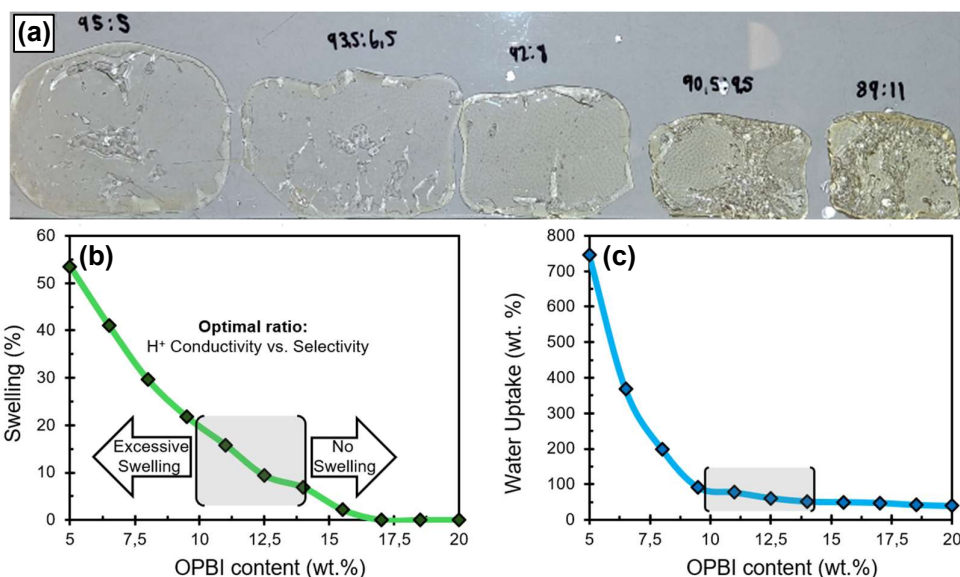 (a)
95:5
93,5:6,5
92:8
90,5:9,5
89:11
(b)
60
50
40
30
20
10
0
Swelling (%)
Optimal ratio:
H⁺ Conductivity vs. Selectivity
Excessive
Swelling
No
Swelling
5
7,5
10
12,5
15
17,5
20
OPBI content (wt.%)
(c)
800
700
600
500
400
300
200
100
0
Water Uptake (wt. %)
5
7,5
10
12,5
15
17,5
20
OPBI content (wt.%)